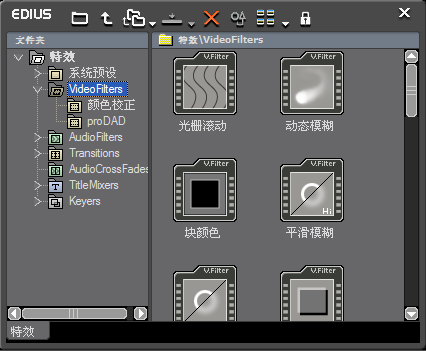 EDIUS
文件夹
特效\VideoFilters
特效
系统预设
VideoFilters
颜色校正
proDAD
AudioFilters
Transitions
AudioCrossFades
TitleMixers
Keyers
V.Filter
V.Filter
光栅滚动
动态模糊
V.Filter
V.Filter
Hi
块颜色
平滑模糊
V.Filter
V.Filter
特效